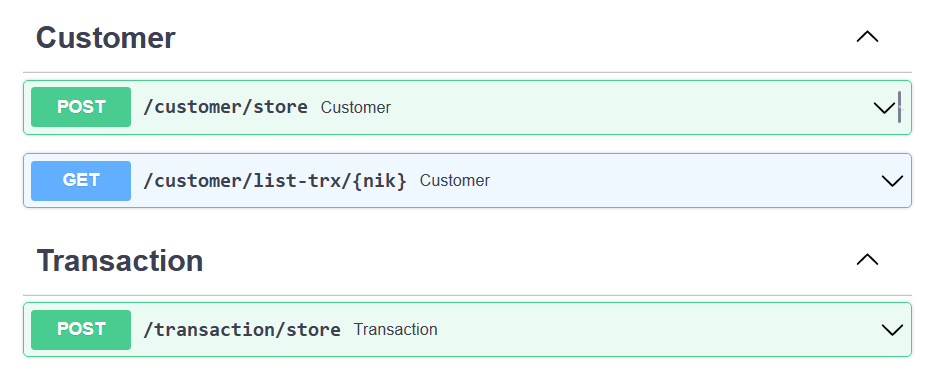 Customer
POST /customer/store Customer
GET /customer/list-trx/{nik} Customer
Transaction
POST /transaction/store Transaction